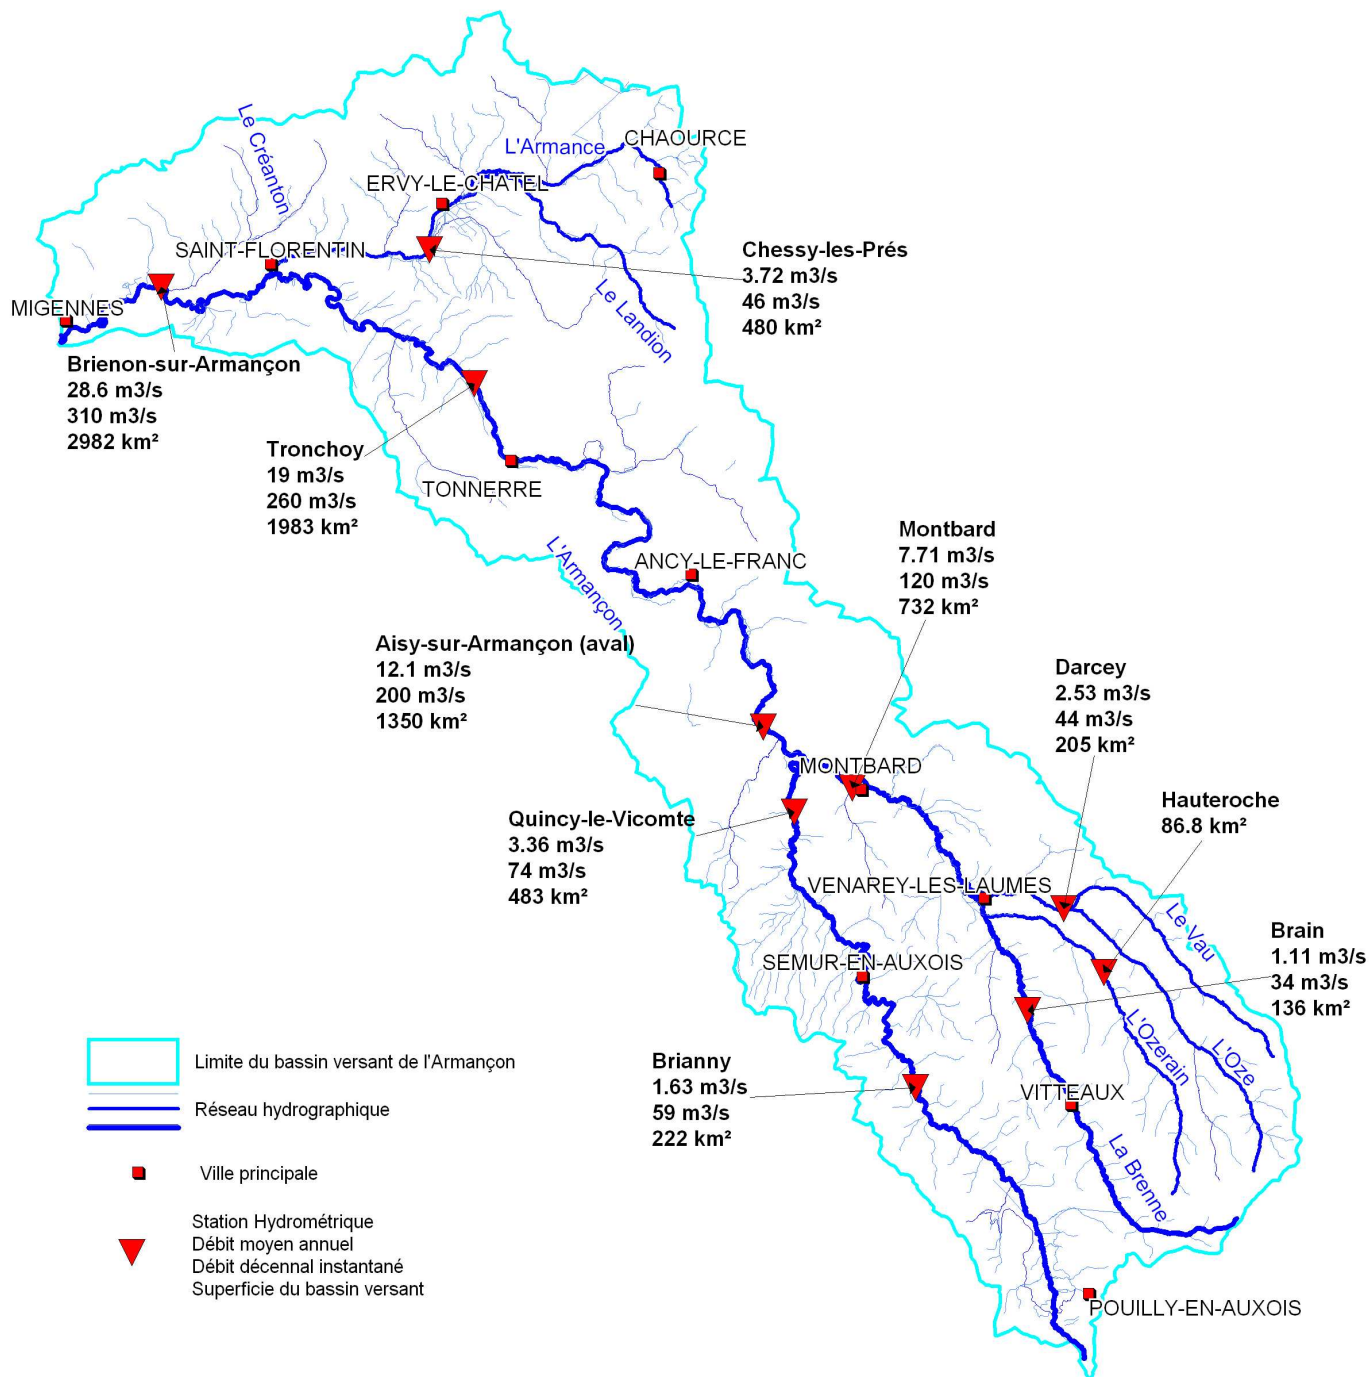 Le Créanton
L'Armance
CHAOURCE
ERVY-LE-CHATEL
SAINT-FLORENTIN
Chessy-les-Prés
3.72 m3/s
46 m3/s
480 km²
Le Landion
MIGENNES
Brienon-sur-Armançon
28.6 m3/s
310 m3/s
2982 km²
Tronchoy
19 m3/s
260 m3/s
1983 km²
TONNERRE
L'Armançon
ANCY-LE-FRANC
Montbard
7.71 m3/s
120 m3/s
732 km²
Aisy-sur-Armançon (aval)
12.1 m3/s
200 m3/s
1350 km²
Darcey
2.53 m3/s
44 m3/s
205 km²
MONTBARD
Hauteroche
86.8 km²
Quincy-le-Vicomte
3.36 m3/s
74 m3/s
483 km²
VENAREY-LES-LAUMES
Le Vau
Brain
1.11 m3/s
34 m3/s
136 km²
SEMUR-EN-AUXOIS
L'Ozerain
L'Oze
Brianny
1.63 m3/s
59 m3/s
222 km²
VITTEAUX
La Brenne
POUILLY-EN-AUXOIS
Limite du bassin versant de l'Armançon
Réseau hydrographique
Ville principale
Station Hydrométrique
Débit moyen annuel
Débit décennal instantané
Superficie du bassin versant